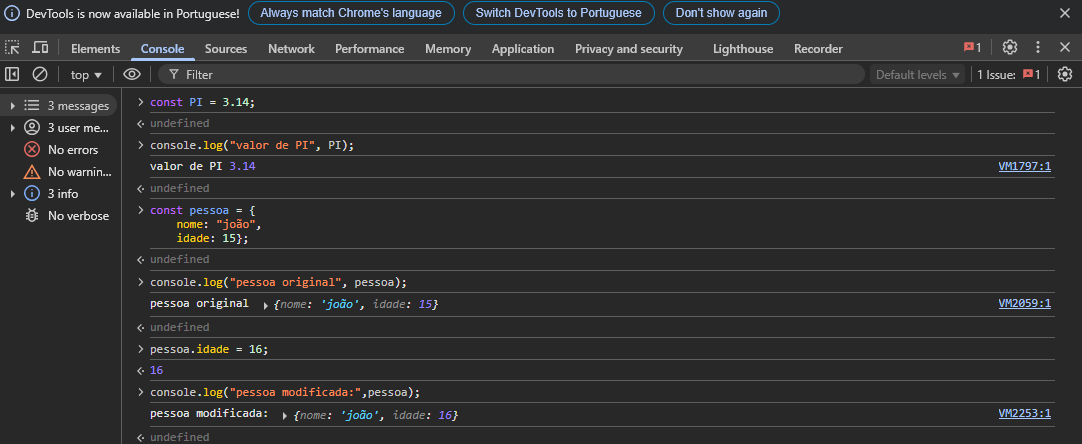 DevTools is now available in Portuguese! Always match Chrome's language Switch DevTools to Portuguese Don't show again
Elements Console Sources Network Performance Memory Application Privacy and security Lighthouse Recorder 1
top Filter Default levels 1 Issue: 1
3 messages
3 user me...
No errors
No warnin...
3 info
No verbose
const PI = 3.14;
undefined
console.log("valor de PI", PI);
valor de PI 3.14 VM1797:1
undefined
const pessoa = {
nome: "joão",
idade: 15};
undefined
console.log("pessoa original", pessoa);
pessoa original {nome: 'joão', idade: 15} VM2059:1
undefined
pessoa.idade = 16;
16
console.log("pessoa modificada:",pessoa);
pessoa modificada: {nome: 'joão', idade: 16} VM2253:1
undefined